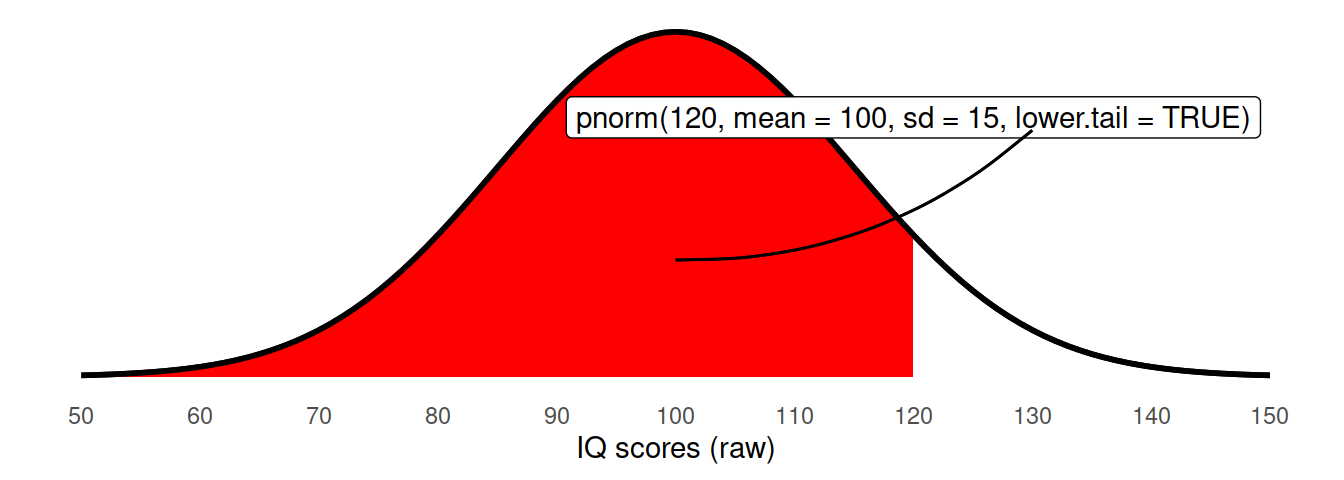 pnorm(120, mean = 100, sd = 15, lower.tail = TRUE)
50 60 70 80 90 100 110 120 130 140 150
IQ scores (raw)